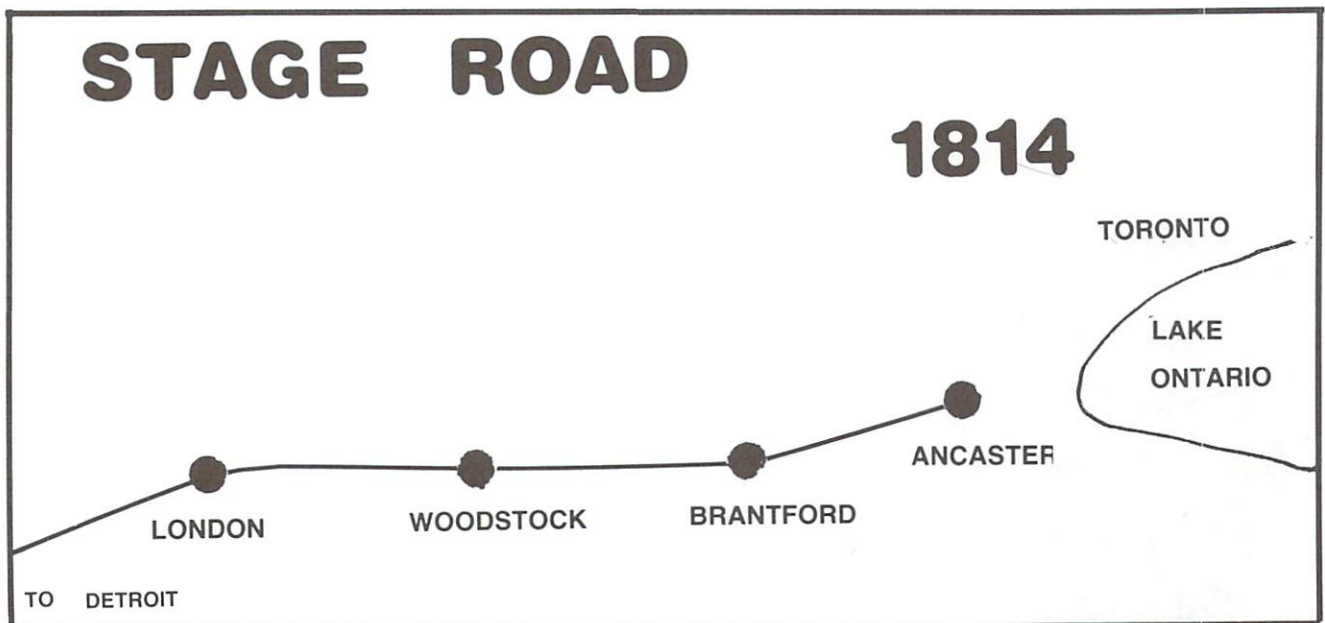 STAGE ROAD
1814
TORONTO
LAKE
ONTARIO
ANCASTER
LONDON
WOODSTOCK
BRANTFORD
TO DETROIT